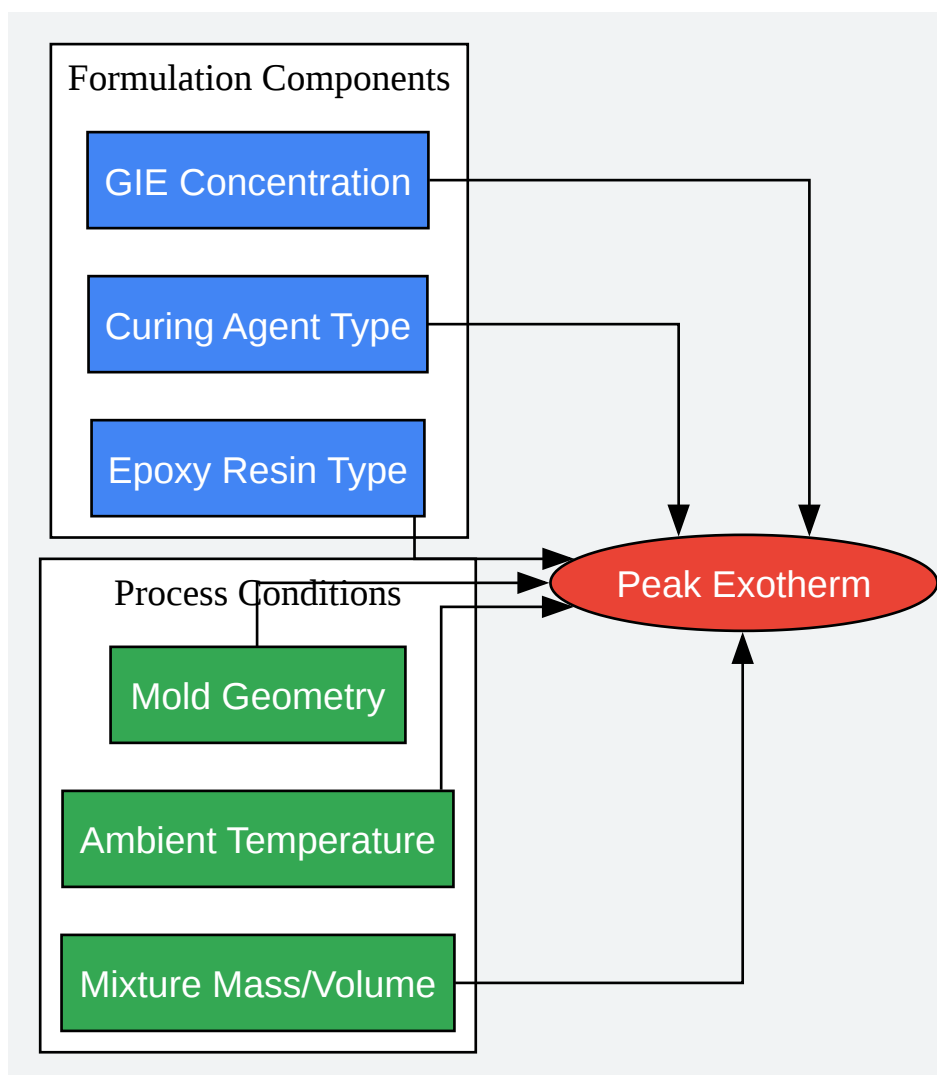 Formulation Components
GIE Concentration
Curing Agent Type
Epoxy Resin Type
Peak Exotherm
Process Conditions
Mold Geometry
Ambient Temperature
Mixture Mass/Volume